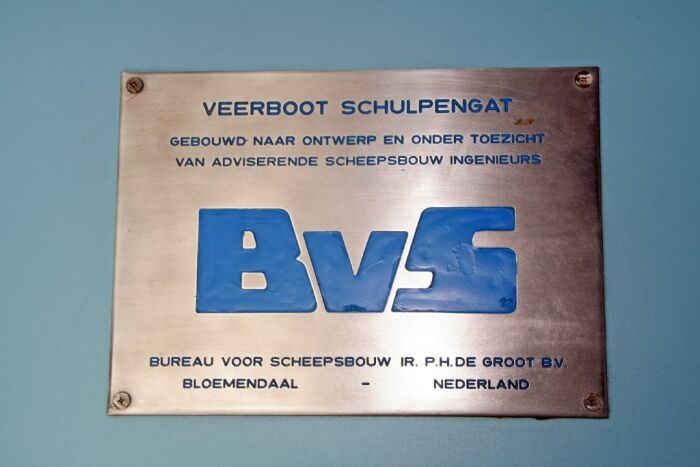 VEERBOOT SCHULPENGAT
GEBOUWD NAAR ONTWERP EN ONDER TOEZICHT
VAN ADVISERENDE SCHEEPSBOUW INGENIEURS
BvS
BUREAU VOOR SCHEEPSBOUW IR. P.H. DE GROOT B.V.
BLOEMENDAAL - NEDERLAND